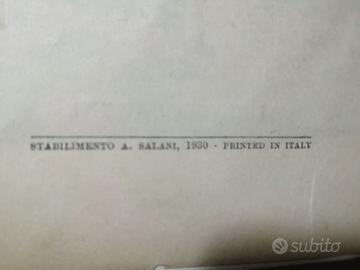 STABILIMENTO A. SALANI, 1930 - PRINTED IN ITALY
subito